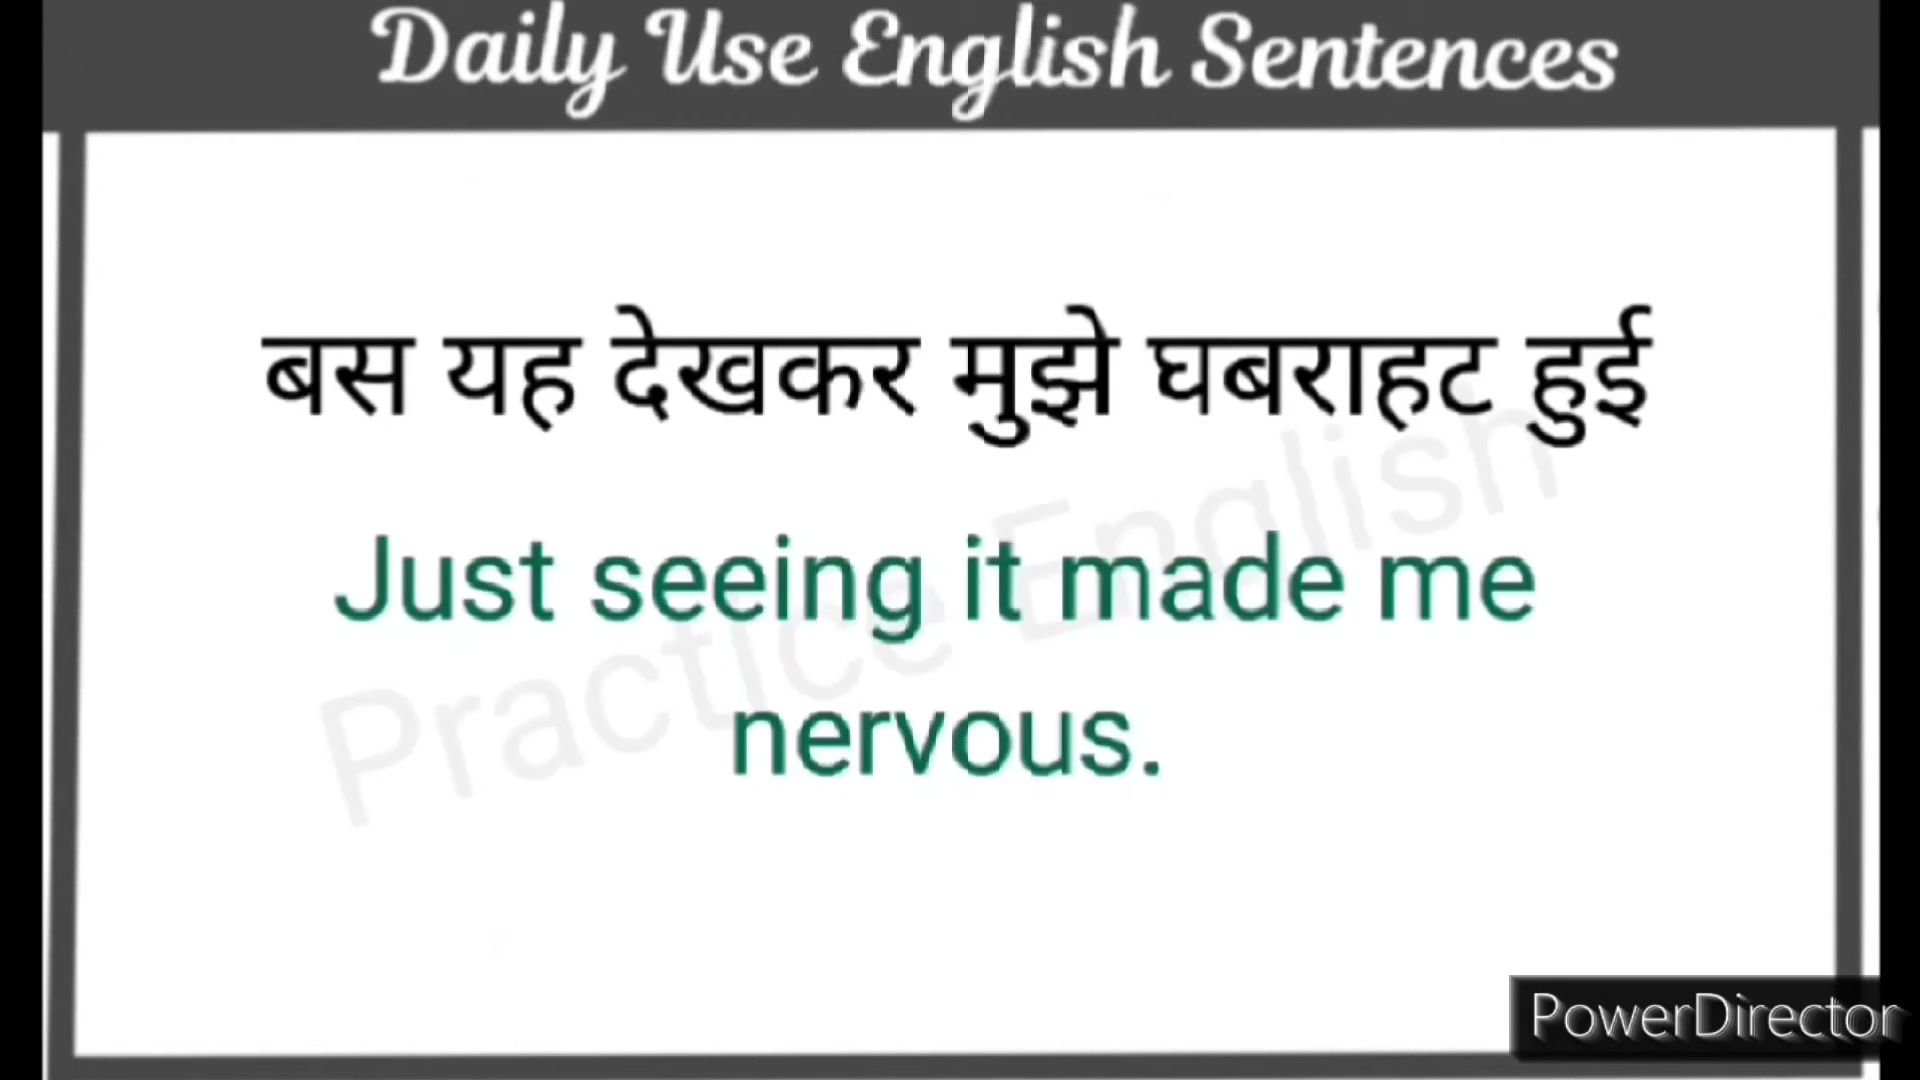 Daily Use English Sentences
बस यह देखकर मुझे घबराहट हुई
Just seeing it made me
nervous.
Practice English
PowerDirector